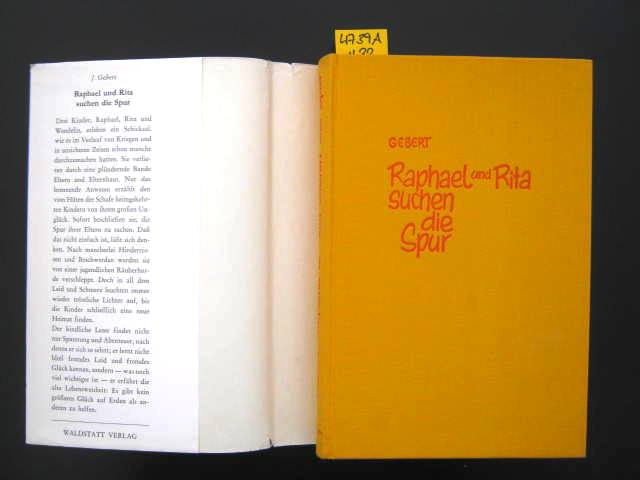 J. Gebert
Raphael und Rita
suchen die Spur
Drei Kinder, Raphael, Rita und
Wendelin, erleben ein Schicksal,
wie es im Verlauf von Kriegen und
in unsicheren Zeiten schon manche
durchzumachen hatten. Sie verlie-
ren durch eine plündernde Bande
Eltern und Elternhaus. Nur das
brennende Anwesen erzählt den
vom Hüten der Schafe heimgekehr-
ten Kindern von ihrem großen Un-
glück. Sofort beschließen sie, die
Spur ihrer Eltern zu suchen. Daß
das nicht einfach ist, läßt sich den-
ken. Nach mancherlei Hindernis-
sen und Beschwerden werden sie
von einer jugendlichen Räuberhor-
de verschleppt. Doch in all dem
Leid und Schmerz leuchten immer
wieder tröstliche Lichter auf, bis
die Kinder schließlich eine neue
Heimat finden.
Der kindliche Leser findet nicht
nur Spannung und Abenteuer, nach
denen er sich so sehnt; er lernt nicht
bloß fremdes Leid und fremdes
Glück kennen, sondern — was noch
viel wichtiger ist — er erfährt die
alte Lebensweisheit: Es gibt kein
größeres Glück auf Erden als an-
deren zu helfen.
WALDSTATT VERLAG
4739A
GEBERT
Raphael und Rita
suchen
die
Spur